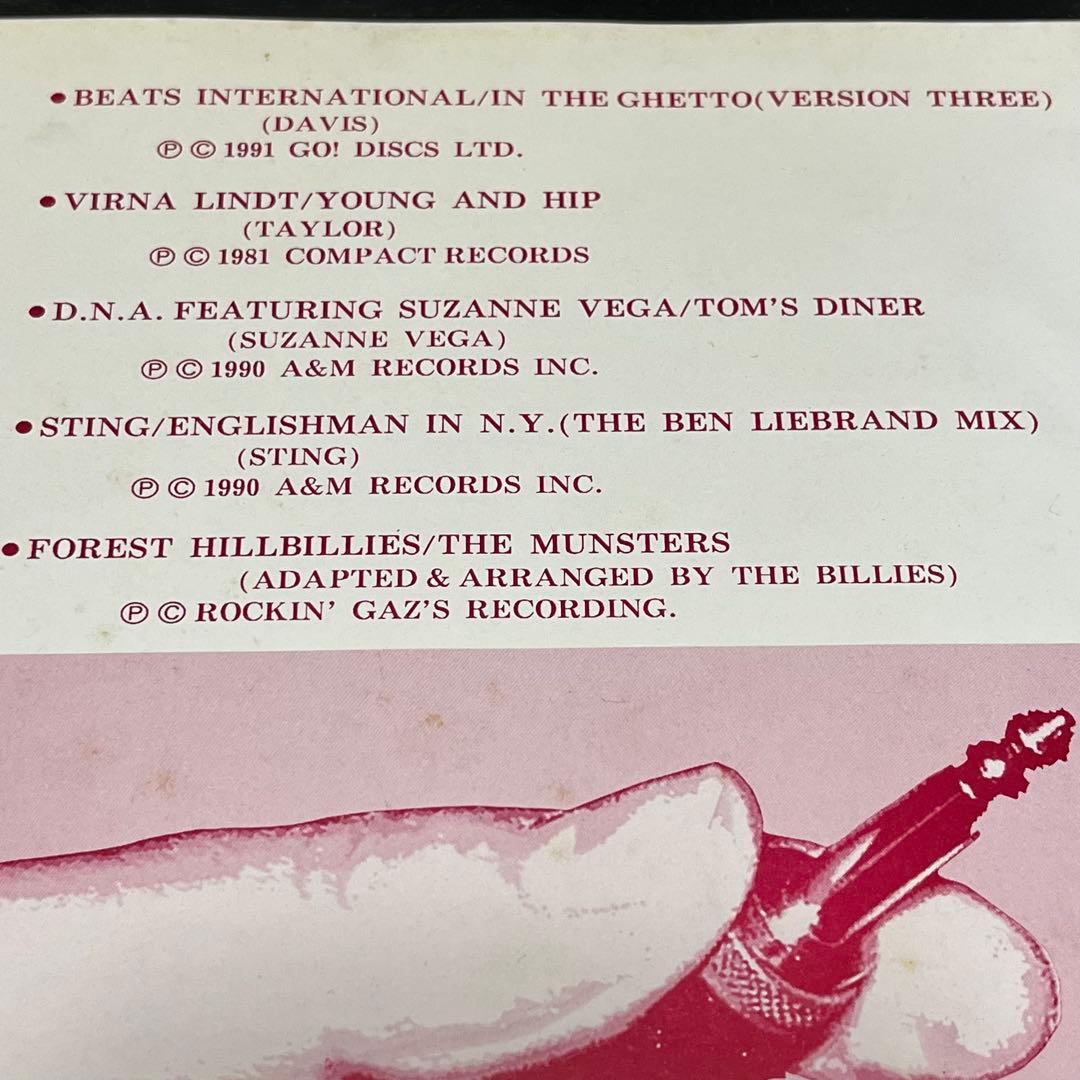 •BEATS INTERNATIONAL/IN THE GHETTO(VERSION THREE)
(DAVIS)
Ⓟ © 1991 GO! DISCS LTD.
•VIRNA LINDT/YOUNG AND HIP
(TAYLOR)
Ⓟ © 1981 COMPACT RECORDS
•D.N.A. FEATURING SUZANNE VEGA/TOM'S DINER
(SUZANNE VEGA)
Ⓟ © 1990 A&M RECORDS INC.
•STING/ENGLISHMAN IN N.Y.(THE BEN LIEBRAND MIX)
(STING)
Ⓟ © 1990 A&M RECORDS INC.
•FOREST HILLBILLIES/THE MUNSTERS
(ADAPTED & ARRANGED BY THE BILLIES)
Ⓟ © ROCKIN' GAZ'S RECORDING.